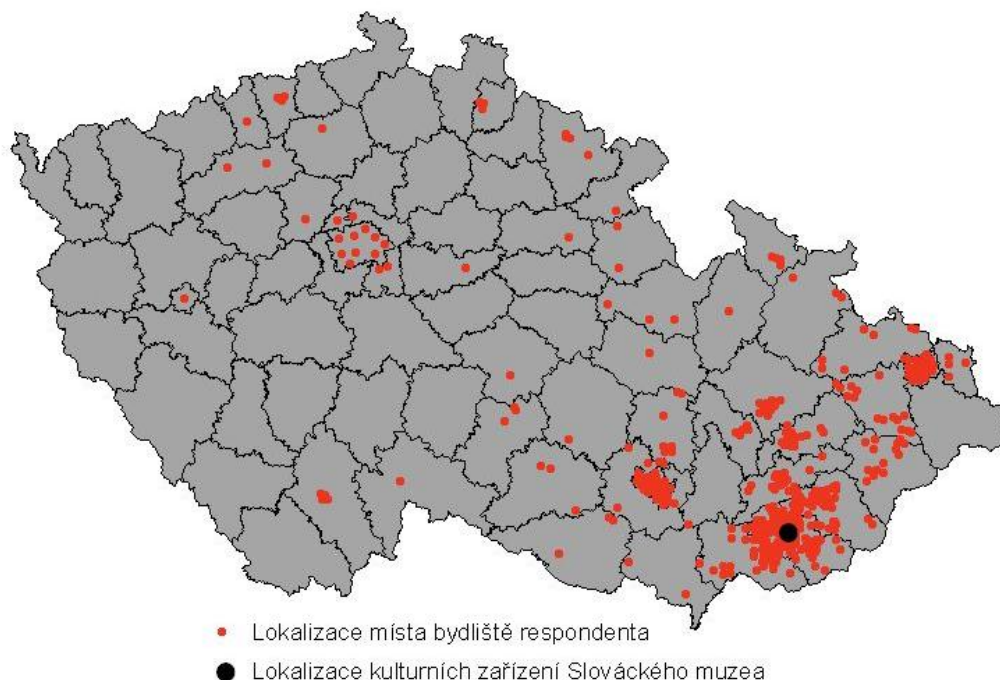 Lokalizace místa bydliště respondenta
Lokalizace kulturních zařízení Slováckého muzea